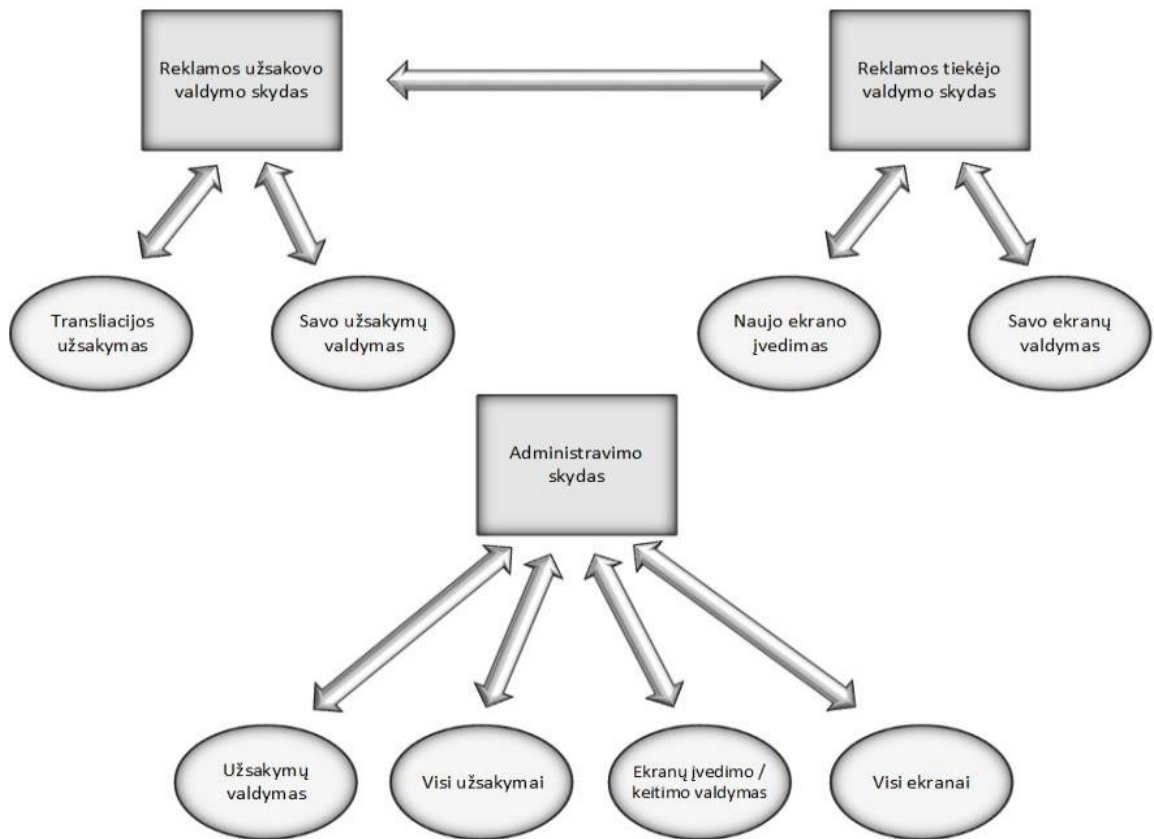 Reklamos užsakovo
valdymo skydas
Reklamos tiekėjo
valdymo skydas
Transliacijos
užsakymas
Savo užsakymų
valdymas
Naujo ekrano
įvedimas
Savo ekranų
valdymas
Administravimo
skydas
Užsakymų
valdymas
Visi užsakymai
Ekranų įvedimo /
keitimo valdymas
Visi ekranai